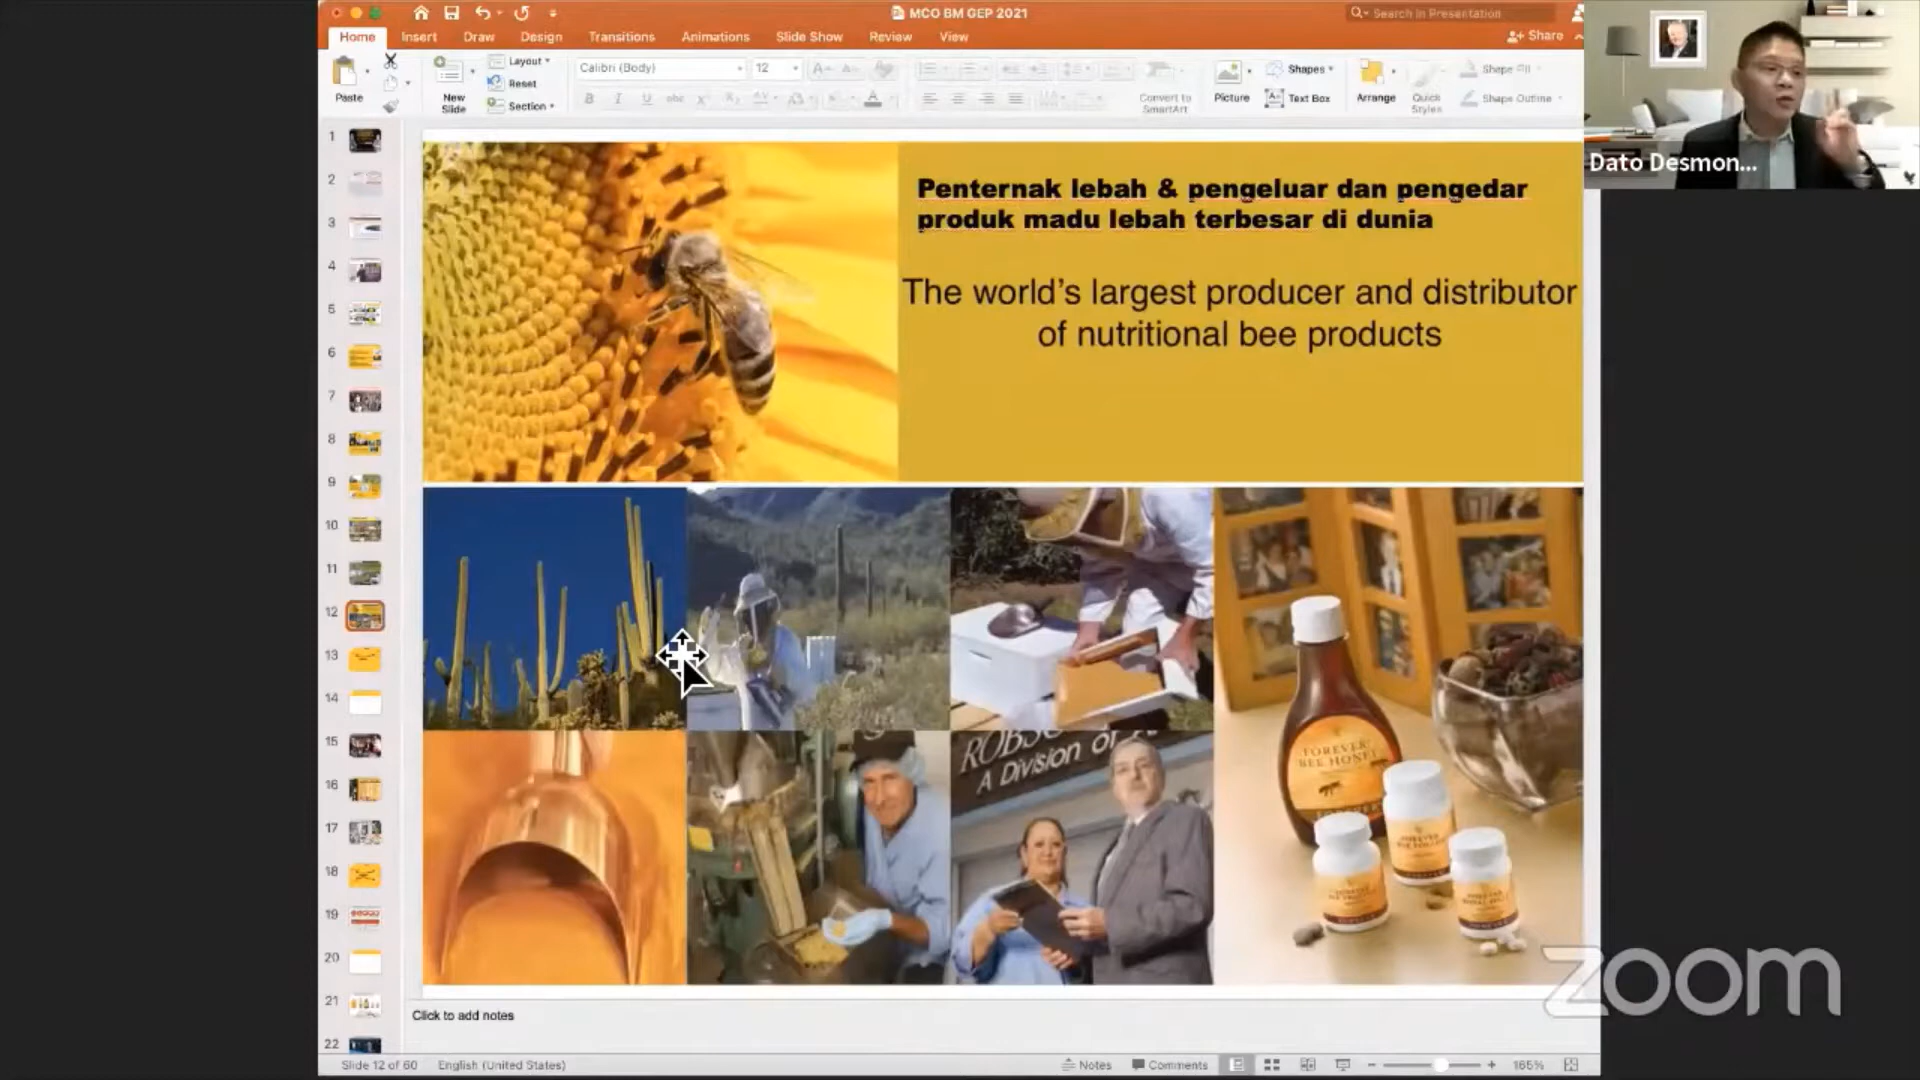 MCO BM GEP 2021
Search in Presentation
Home Insert Draw Design Transitions Animations Slide Show Review View
Share
Paste
New
Slide
Layout
Reset
Section
Calibri (Body) 12
Convert to
SmartArt
Picture
Shapes
Text Box
Arrange
Quick
Styles
Shape Fill
Shape Outline
Dato Desmon...
1
2
3
4
5
6
7
8
9
10
11
12
13
14
15
16
17
18
19
20
21
22
Penternak lebah & pengeluar dan pengedar
produk madu lebah terbesar di dunia
The world's largest producer and distributor
of nutritional bee products
A Division of
FOREVER
BEE HONEY
Click to add notes
zoom
Slide 12 of 60 English (United States) Notes Comments 165%